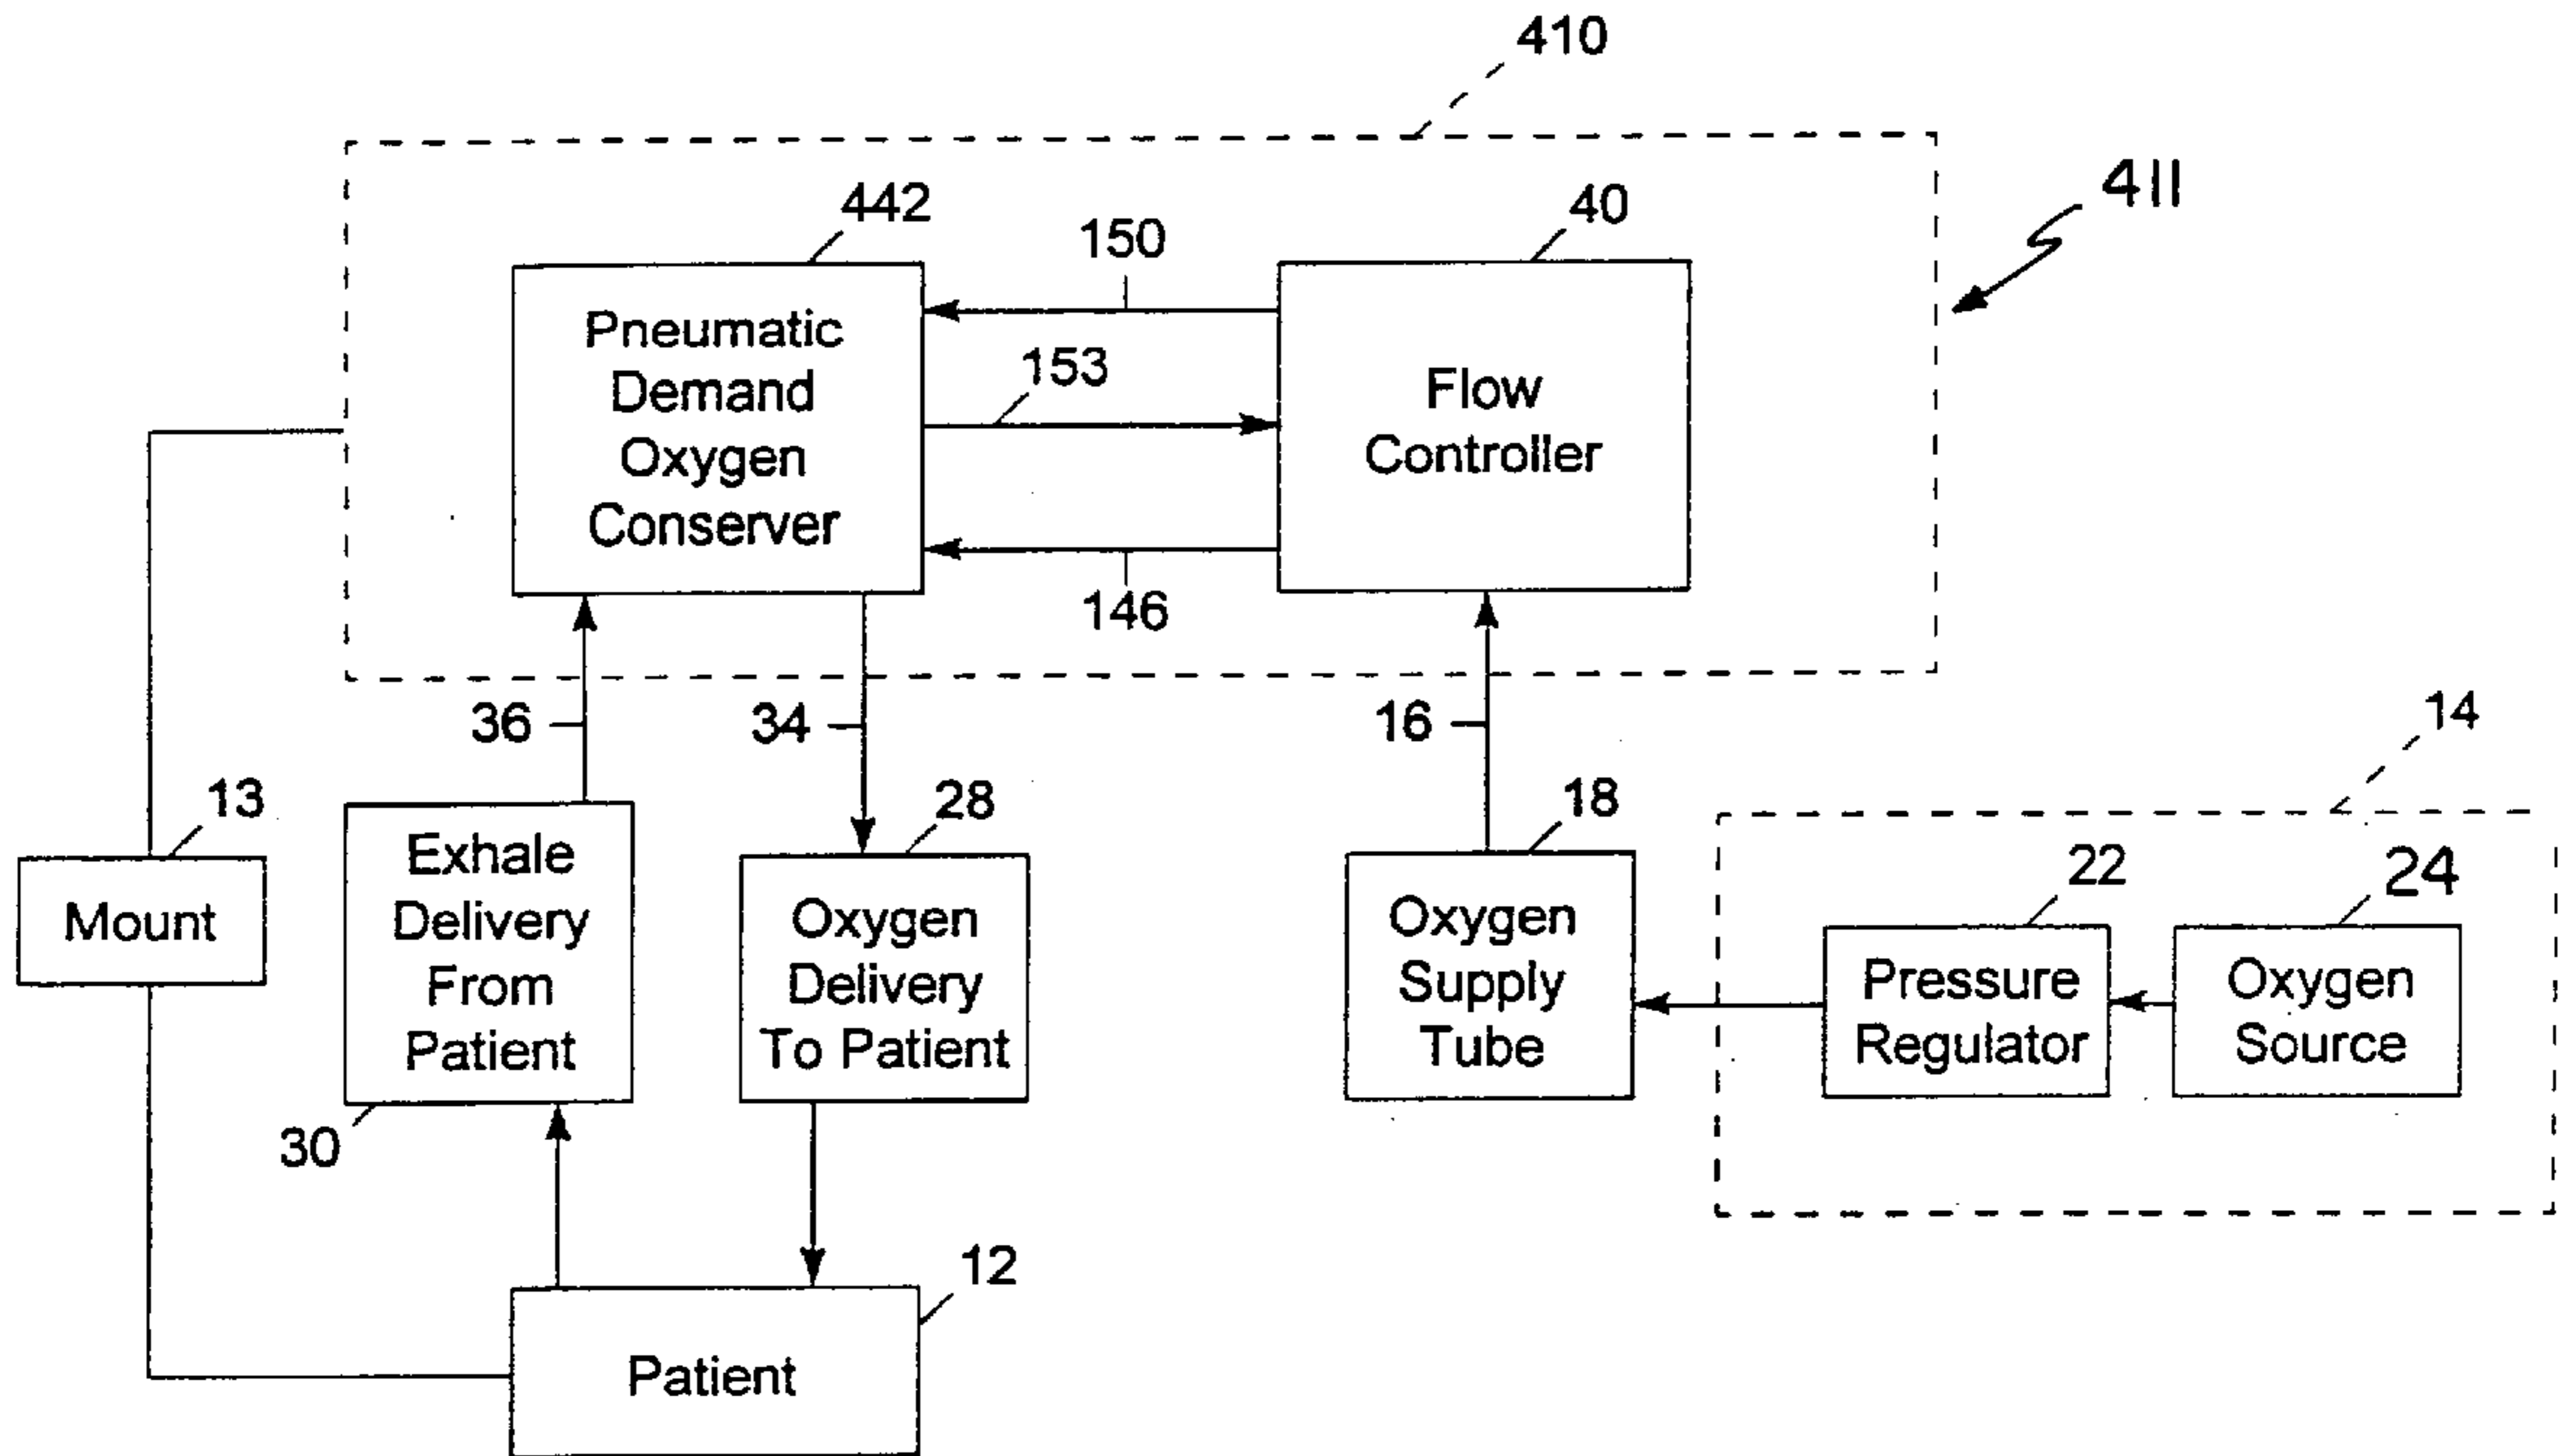 410
411
442
150
40
Pneumatic
Demand
Oxygen
Conserver
153
Flow
Controller
146
36
34
16
14
13
28
18
22
24
Mount
Exhale
Delivery
From
Patient
Oxygen
Delivery
To Patient
Oxygen
Supply
Tube
Pressure
Regulator
Oxygen
Source
30
12
Patient